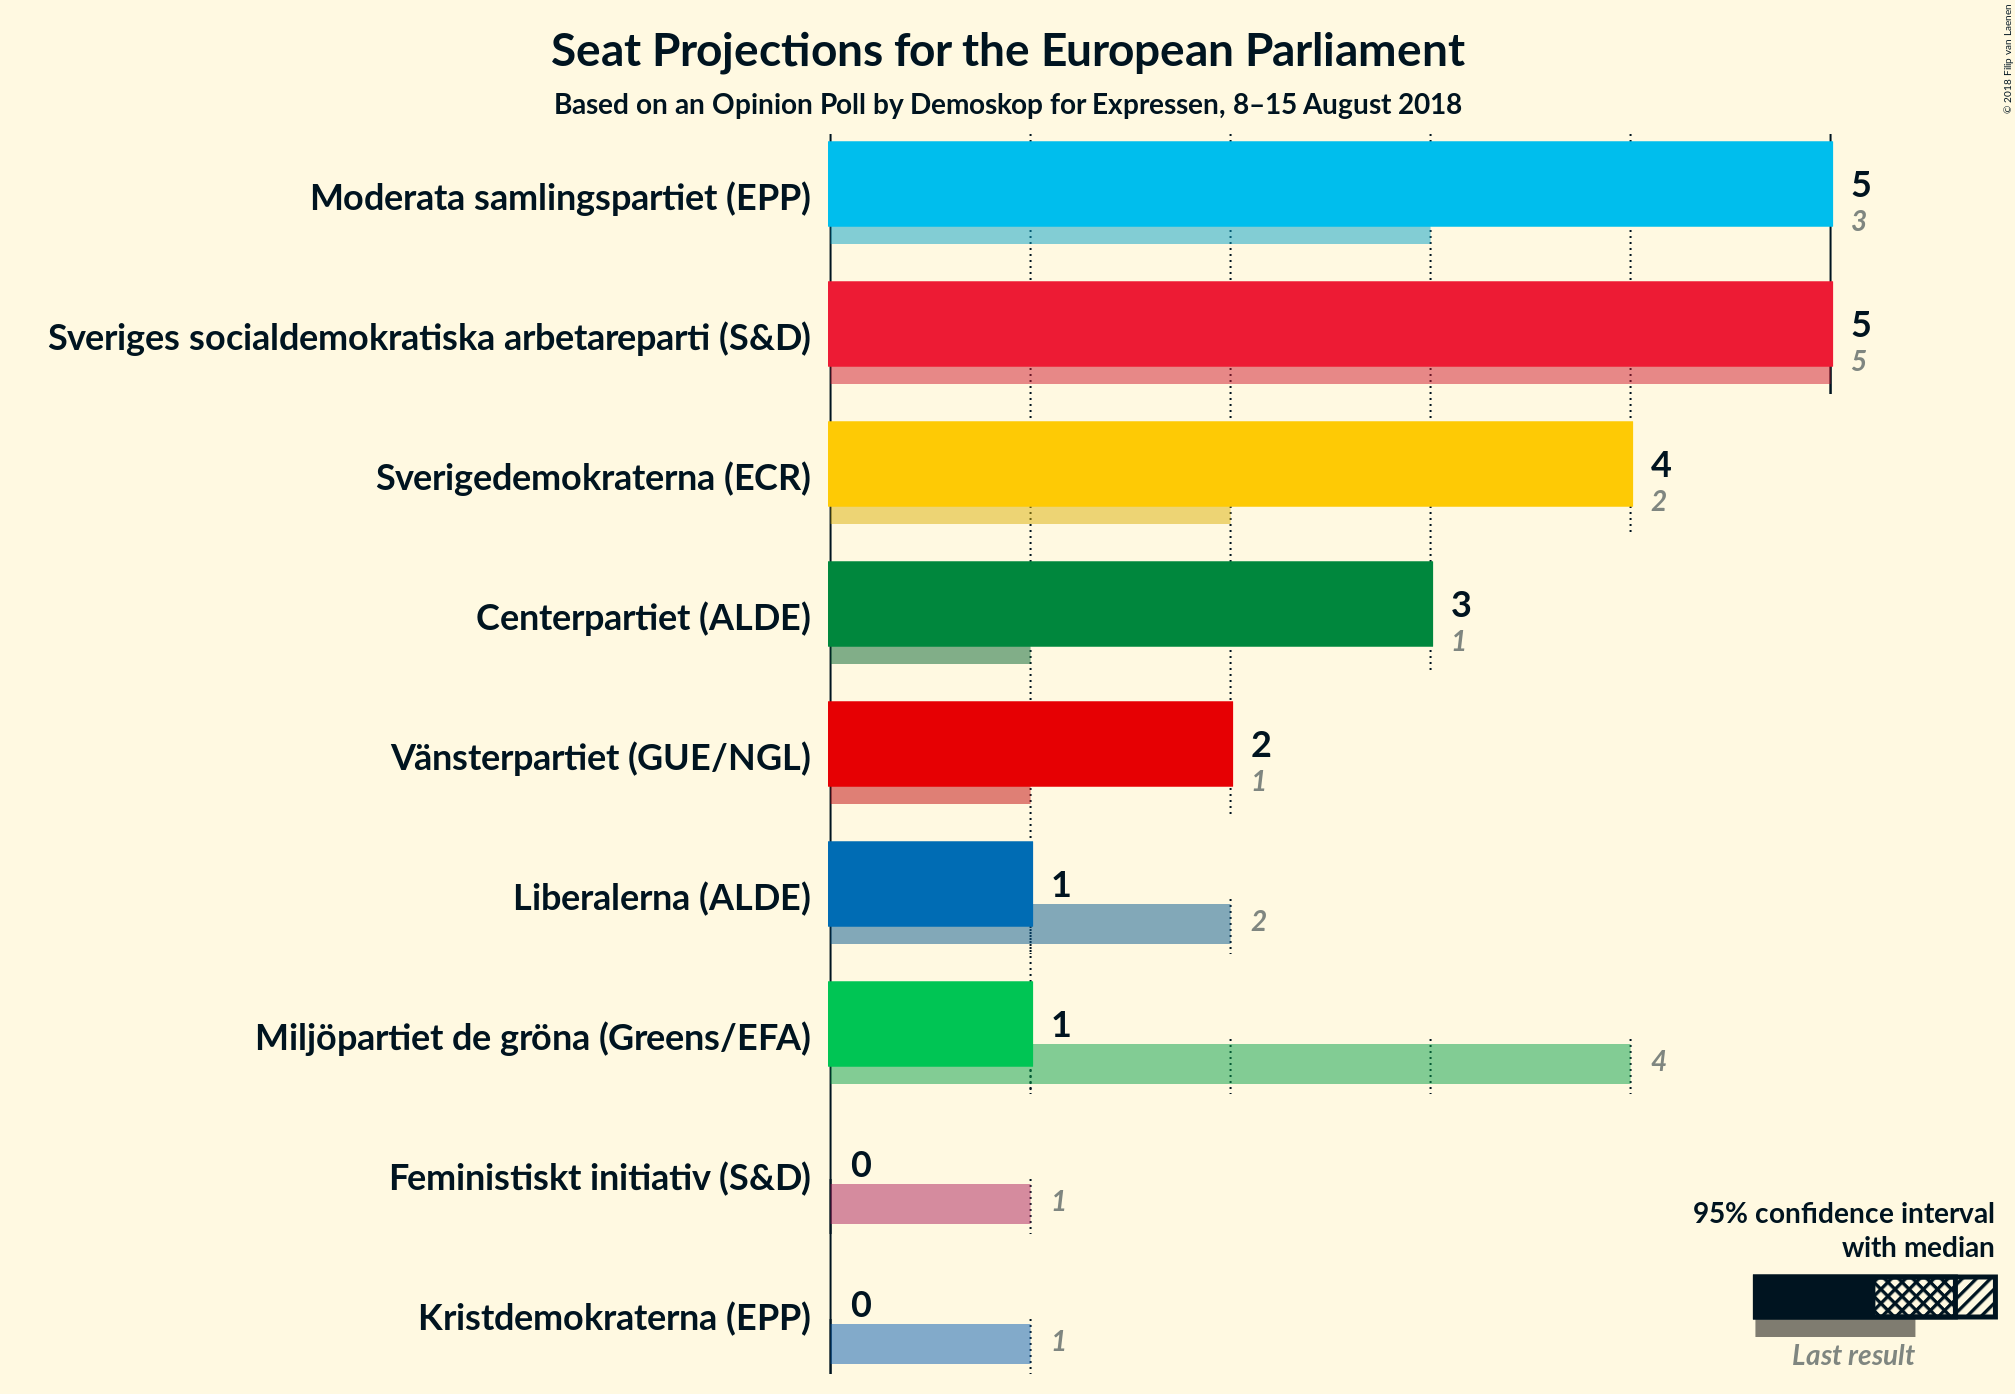 Seat Projections for the European Parliament
Based on an Opinion Poll by Demoskop for Expressen, 8–15 August 2018
© 2018 Filip van Laenen
Moderata samlingspartiet (EPP)
5
3
Sveriges socialdemokratiska arbetareparti (S&D)
5
5
Sverigedemokraterna (ECR)
4
2
Centerpartiet (ALDE)
3
1
Vänsterpartiet (GUE/NGL)
2
1
Liberalerna (ALDE)
1
2
Miljöpartiet de gröna (Greens/EFA)
1
4
Feministiskt initiativ (S&D)
0
1
Kristdemokraterna (EPP)
0
1
95% confidence interval
with median
Last result